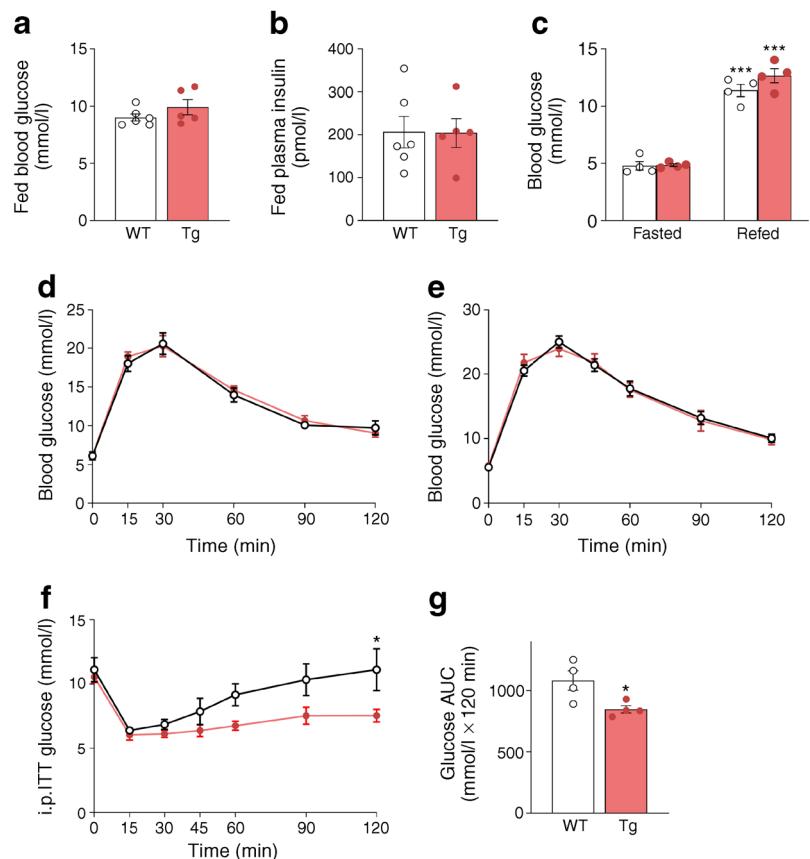 a
Fed blood glucose
(mmol/l)
15
10
5
0
WT
Tg
b
Fed plasma insulin
(pmol/l)
400
300
200
100
0
WT
Tg
c
Blood glucose
(mmol/l)
15
10
5
0
***
***
Fasted
Refed
d
Blood glucose (mmol/l)
25
20
15
10
5
0
0 15 30 60 90 120
Time (min)
e
Blood glucose (mmol/l)
30
20
10
0
0 15 30 60 90 120
Time (min)
f
i.p.ITT glucose (mmol/l)
15
10
5
0
*
0 15 30 45 60 90 120
Time (min)
g
Glucose AUC
(mmol/l × 120 min)
1000
500
0
*
WT
Tg